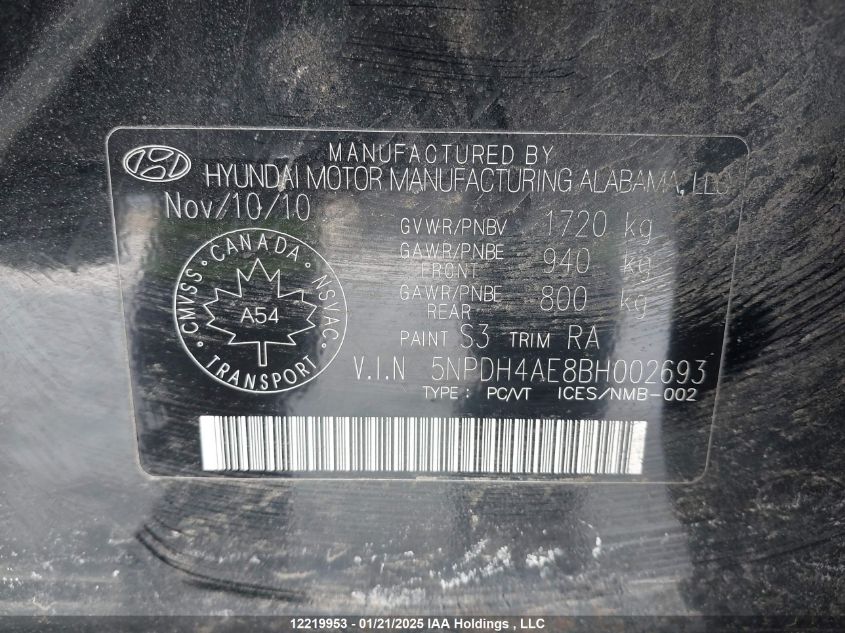 MANUFACTURED BY
HYUNDAI MOTOR MANUFACTURING ALABAMA, LLC
Nov/10/10
GVWR/PNBV 1720 kg
GAWR/PNBE FRONT 940 kg
GAWR/PNBE REAR 800 kg
PAINT S3 TRIM RA
CANADA
CMVSS · NSVAC
A54
TRANSPORT
V.I.N 5NPDH4AE8BH002693
TYPE : PC/VT ICES/NMB-002
12219953 - 01/21/2025 IAA Holdings , LLC